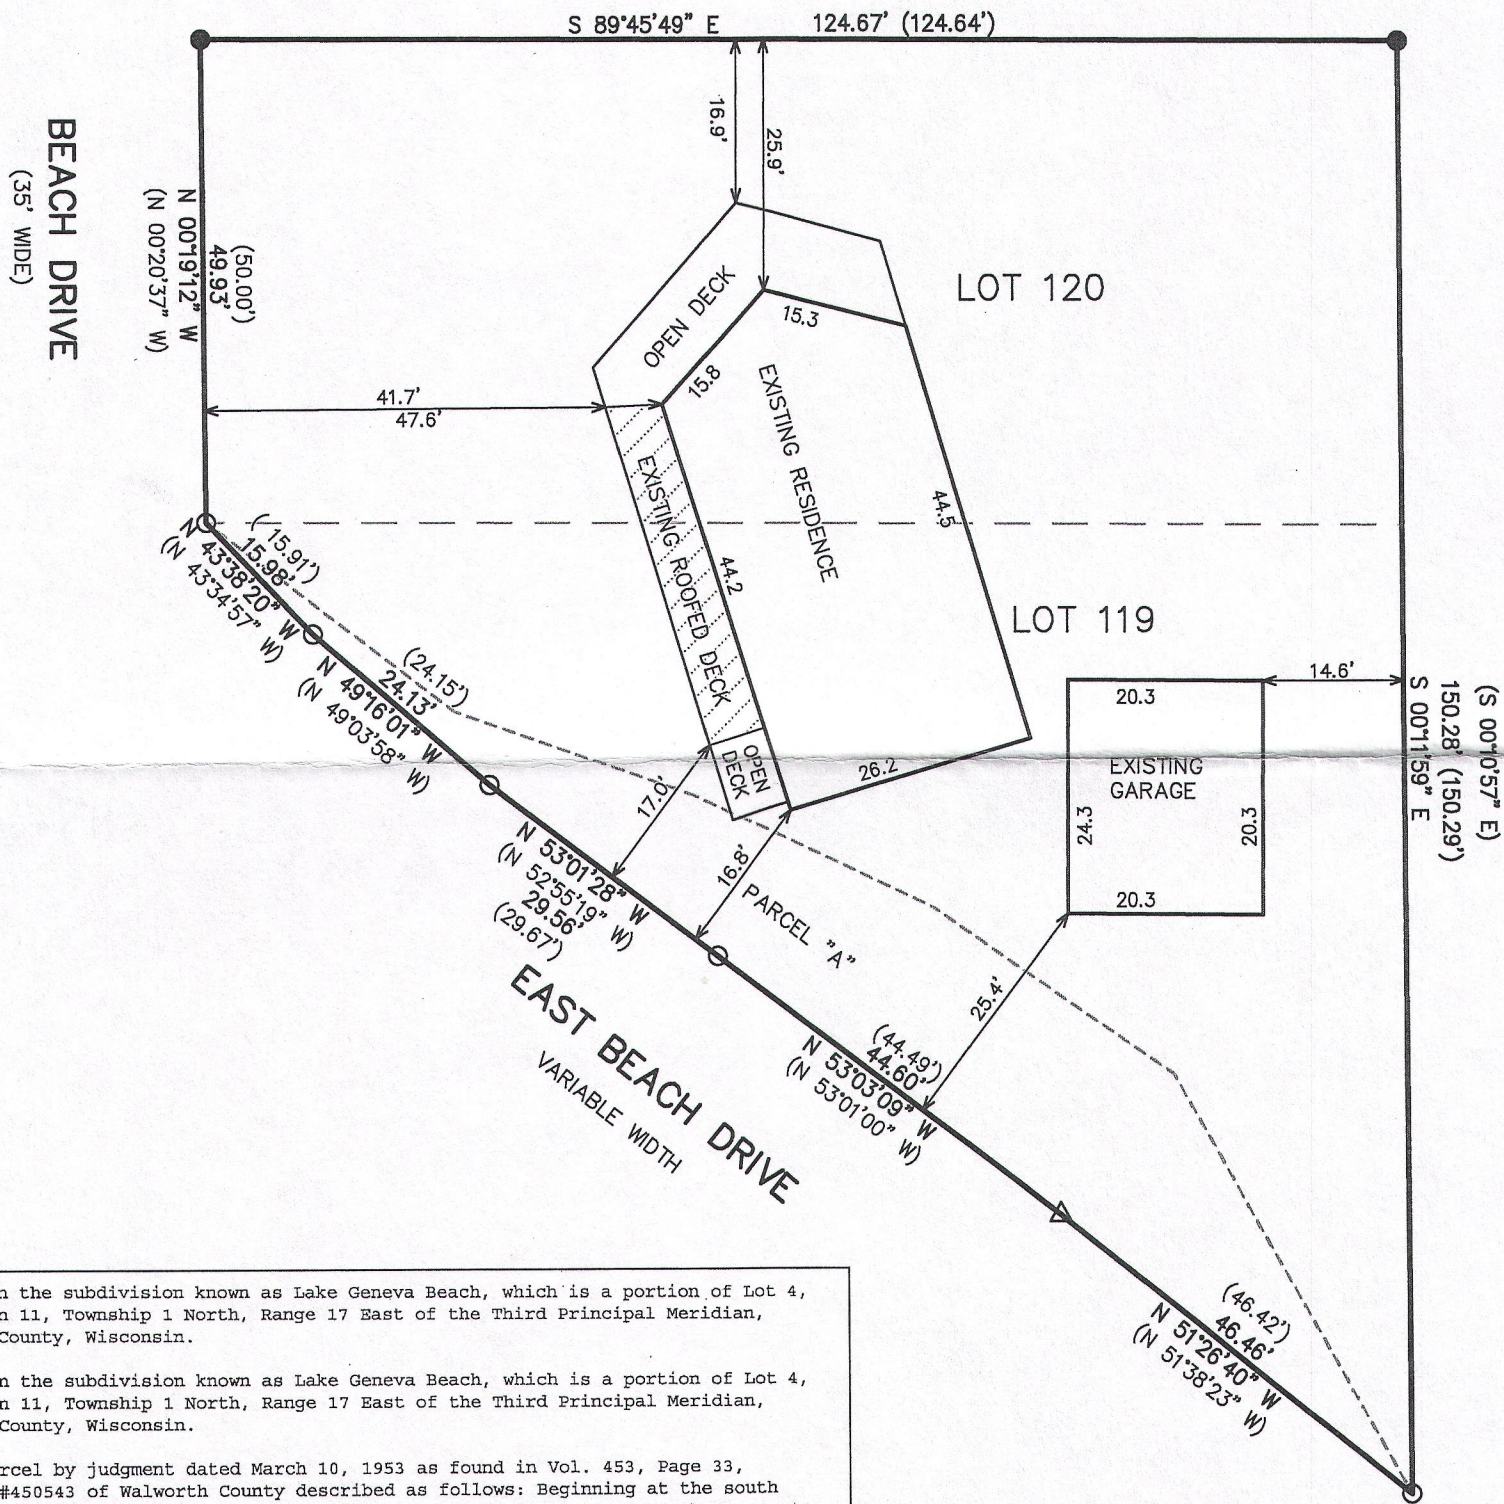 S 89°45'49" E 124.67' (124.64')
16.9'
25.9'
BEACH DRIVE
(35' WIDE)
(50.00')
49.93'
N 00°19'12" W
(N 00°20'37" W)
OPEN DECK
15.3
15.8
LOT 120
EXISTING RESIDENCE
41.7'
47.6'
EXISTING ROOFED DECK
44.2
44.5
LOT 119
(15.91')
15.98'
N 43°38'20" W
(N 43°34'57" W)
(24.15')
24.13'
N 49°16'01" W
(N 49°03'58" W)
14.6'
(S 00°10'57" E)
150.28' (150.29')
S 00°11'59" E
20.3
EXISTING
GARAGE
24.3
20.3
20.3
OPEN
DECK
26.2
17.0'
16.8'
PARCEL "A"
25.4'
N 53°01'28" W
(N 52°55'19" W)
29.56'
(29.67')
EAST BEACH DRIVE
VARIABLE WIDTH
(44.49')
44.60'
N 53°03'09" W
(N 53°01'00" W)
(46.42')
46.46'
N 51°26'40" W
(N 51°38'23" W)
n the subdivision known as Lake Geneva Beach, which is a portion of Lot 4,
n 11, Township 1 North, Range 17 East of the Third Principal Meridian,
County, Wisconsin.
n the subdivision known as Lake Geneva Beach, which is a portion of Lot 4,
n 11, Township 1 North, Range 17 East of the Third Principal Meridian,
County, Wisconsin.
rcel by judgment dated March 10, 1953 as found in Vol. 453, Page 33,
#450543 of Walworth County described as follows: Beginning at the south